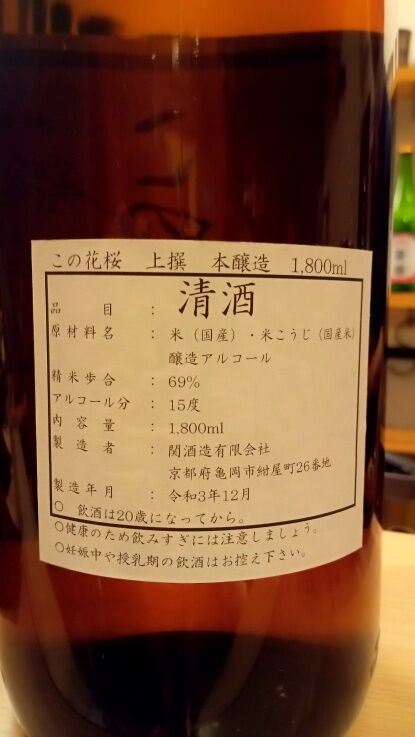 この花桜　上撰　本醸造　1,800ml
品目：清酒
原材料名：米（国産）・米こうじ（国産米）
醸造アルコール
精米歩合：69%
アルコール分：15度
内容量：1,800ml
製造者：関酒造有限会社
京都府亀岡市紺屋町26番地
製造年月：令和3年12月
○ 飲酒は20歳になってから。
○健康のため飲みすぎには注意しましょう。
○妊娠中や授乳期の飲酒はお控え下さい。